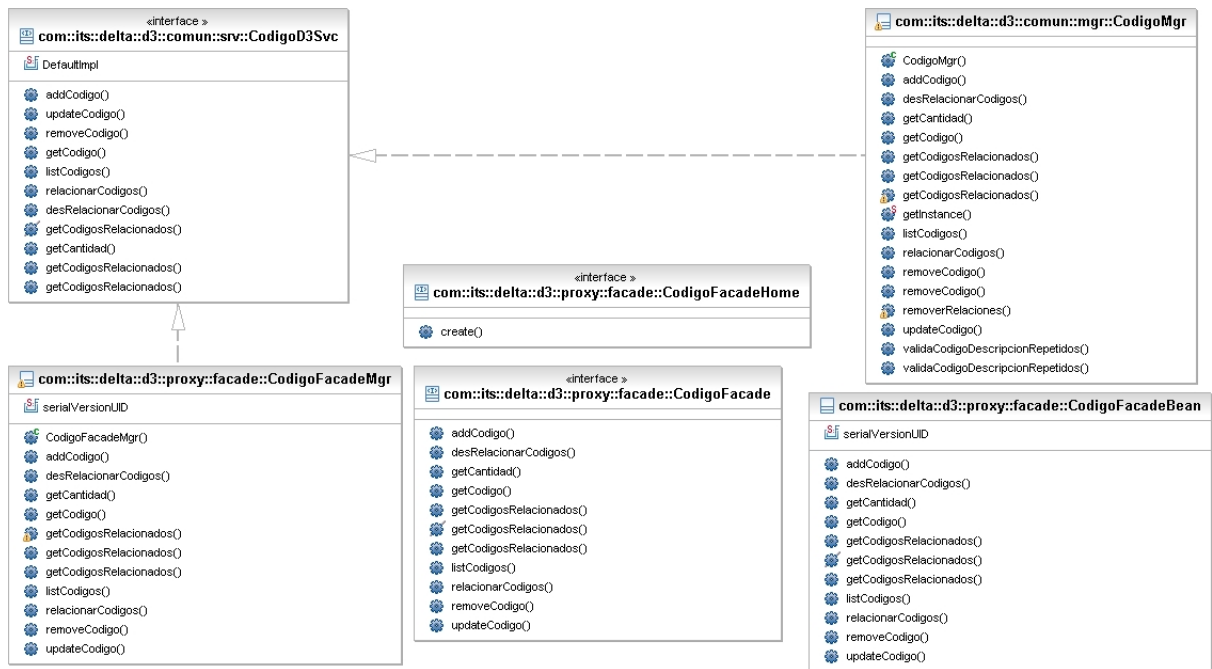 «interface »
com::its::delta::d3::comun::srv::CodigoD3Svc
DefaultImpl
addCodigo()
updateCodigo()
removeCodigo()
getCodigo()
listCodigos()
relacionarCodigos()
desRelacionarCodigos()
getCodigosRelacionados()
getCantidad()
getCodigosRelacionados()
getCodigosRelacionados()
com::its::delta::d3::comun::mgr::CodigoMgr
CodigoMgr()
addCodigo()
desRelacionarCodigos()
getCantidad()
getCodigo()
getCodigosRelacionados()
getCodigosRelacionados()
getCodigosRelacionados()
getInstance()
listCodigos()
relacionarCodigos()
removeCodigo()
removeCodigo()
removerRelaciones()
updateCodigo()
validaCodigoDescripcionRepetidos()
validaCodigoDescripcionRepetidos()
«interface »
com::its::delta::d3::proxy::facade::CodigoFacadeHome
create()
com::its::delta::d3::proxy::facade::CodigoFacadeMgr
serialVersionUID
CodigoFacadeMgr()
addCodigo()
desRelacionarCodigos()
getCantidad()
getCodigo()
getCodigosRelacionados()
getCodigosRelacionados()
getCodigosRelacionados()
listCodigos()
relacionarCodigos()
removeCodigo()
updateCodigo()
«interface »
com::its::delta::d3::proxy::facade::CodigoFacade
addCodigo()
desRelacionarCodigos()
getCantidad()
getCodigo()
getCodigosRelacionados()
getCodigosRelacionados()
getCodigosRelacionados()
listCodigos()
relacionarCodigos()
removeCodigo()
updateCodigo()
com::its::delta::d3::proxy::facade::CodigoFacadeBean
serialVersionUID
addCodigo()
desRelacionarCodigos()
getCantidad()
getCodigo()
getCodigosRelacionados()
getCodigosRelacionados()
getCodigosRelacionados()
listCodigos()
relacionarCodigos()
removeCodigo()
updateCodigo()